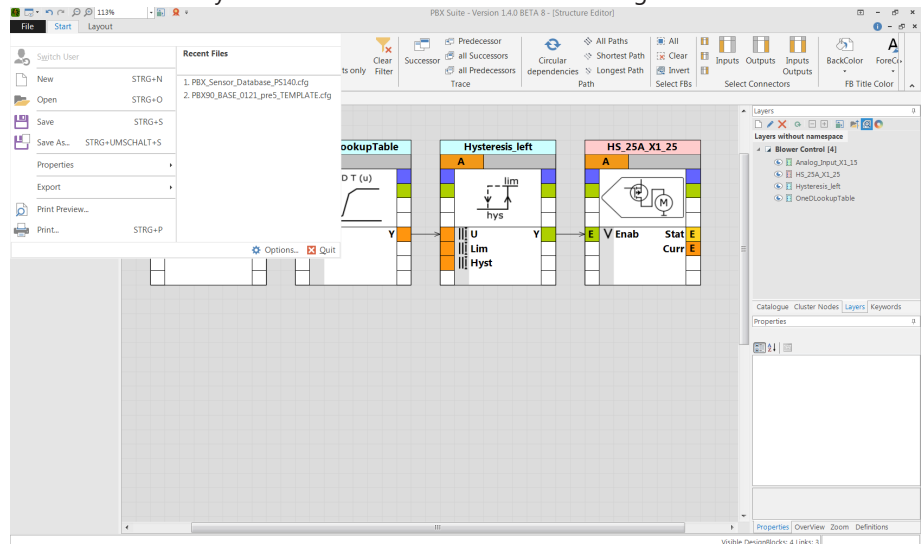 113%
PBX Suite - Version 1.4.0 BETA 8 - [Structure Editor]
File Start Layout
Switch User
New STRG+N
Open STRG+O
Save STRG+S
Save As... STRG+UMSCHALT+S
Properties
Export
Print Preview...
Print... STRG+P
Options... Quit
Recent Files
1. PBX_Sensor_Database_PS140.cfg
2. PBX90_BASE_0121_pre5_TEMPLATE.cfg
ts only
Clear Filter
Successor
Predecessor
all Successors
all Predecessors
Trace
Circular dependencies
All Paths
Shortest Path
Longest Path
Path
All
Clear
Invert
Select FBs
Inputs Outputs Inputs Outputs
Select Connectors
BackColor ForeCo
FB Title Color
ookupTable
D T (u)
Y
Hysteresis_left
A
lim
hys
U Y
Lim
Hyst
HS_25A_X1_25
A
M
E V Enab Stat E
Curr E
Layers
Layers without namespace
Blower Control [4]
Analog_Input_X1_15
HS_25A_X1_25
Hysteresis_left
OneDLookupTable
Catalogue Cluster Nodes Layers Keywords
Properties
Properties OverView Zoom Definitions
Visible DesignBlocks: 4 Links: 3